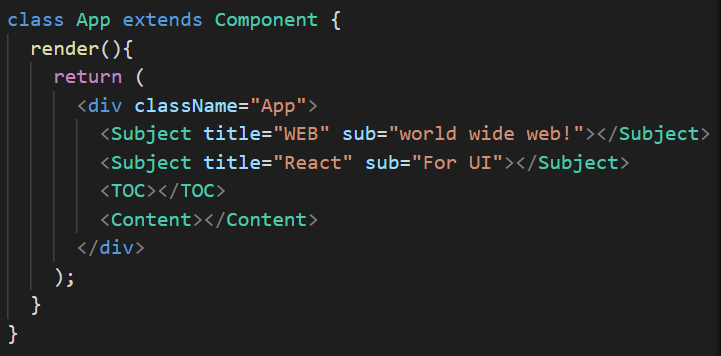 class App extends Component {
render(){
return (
<div className="App">
<Subject title="WEB" sub="world wide web!"></Subject>
<Subject title="React" sub="For UI"></Subject>
<TOC></TOC>
<Content></Content>
</div>
);
}
}